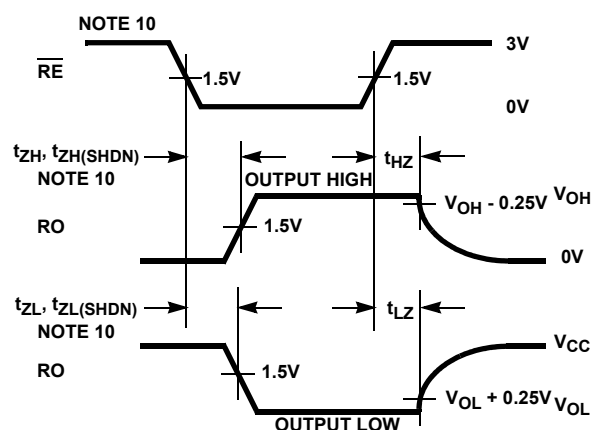 NOTE 10
3V
RE
1.5V
1.5V
0V
tZH, tZH(SHDN)
tHZ
NOTE 10
OUTPUT HIGH
VOH - 0.25V VOH
RO
1.5V
0V
tZL, tZL(SHDN)
tLZ
NOTE 10
VCC
RO
1.5V
VOL + 0.25V VOL
OUTPUT LOW